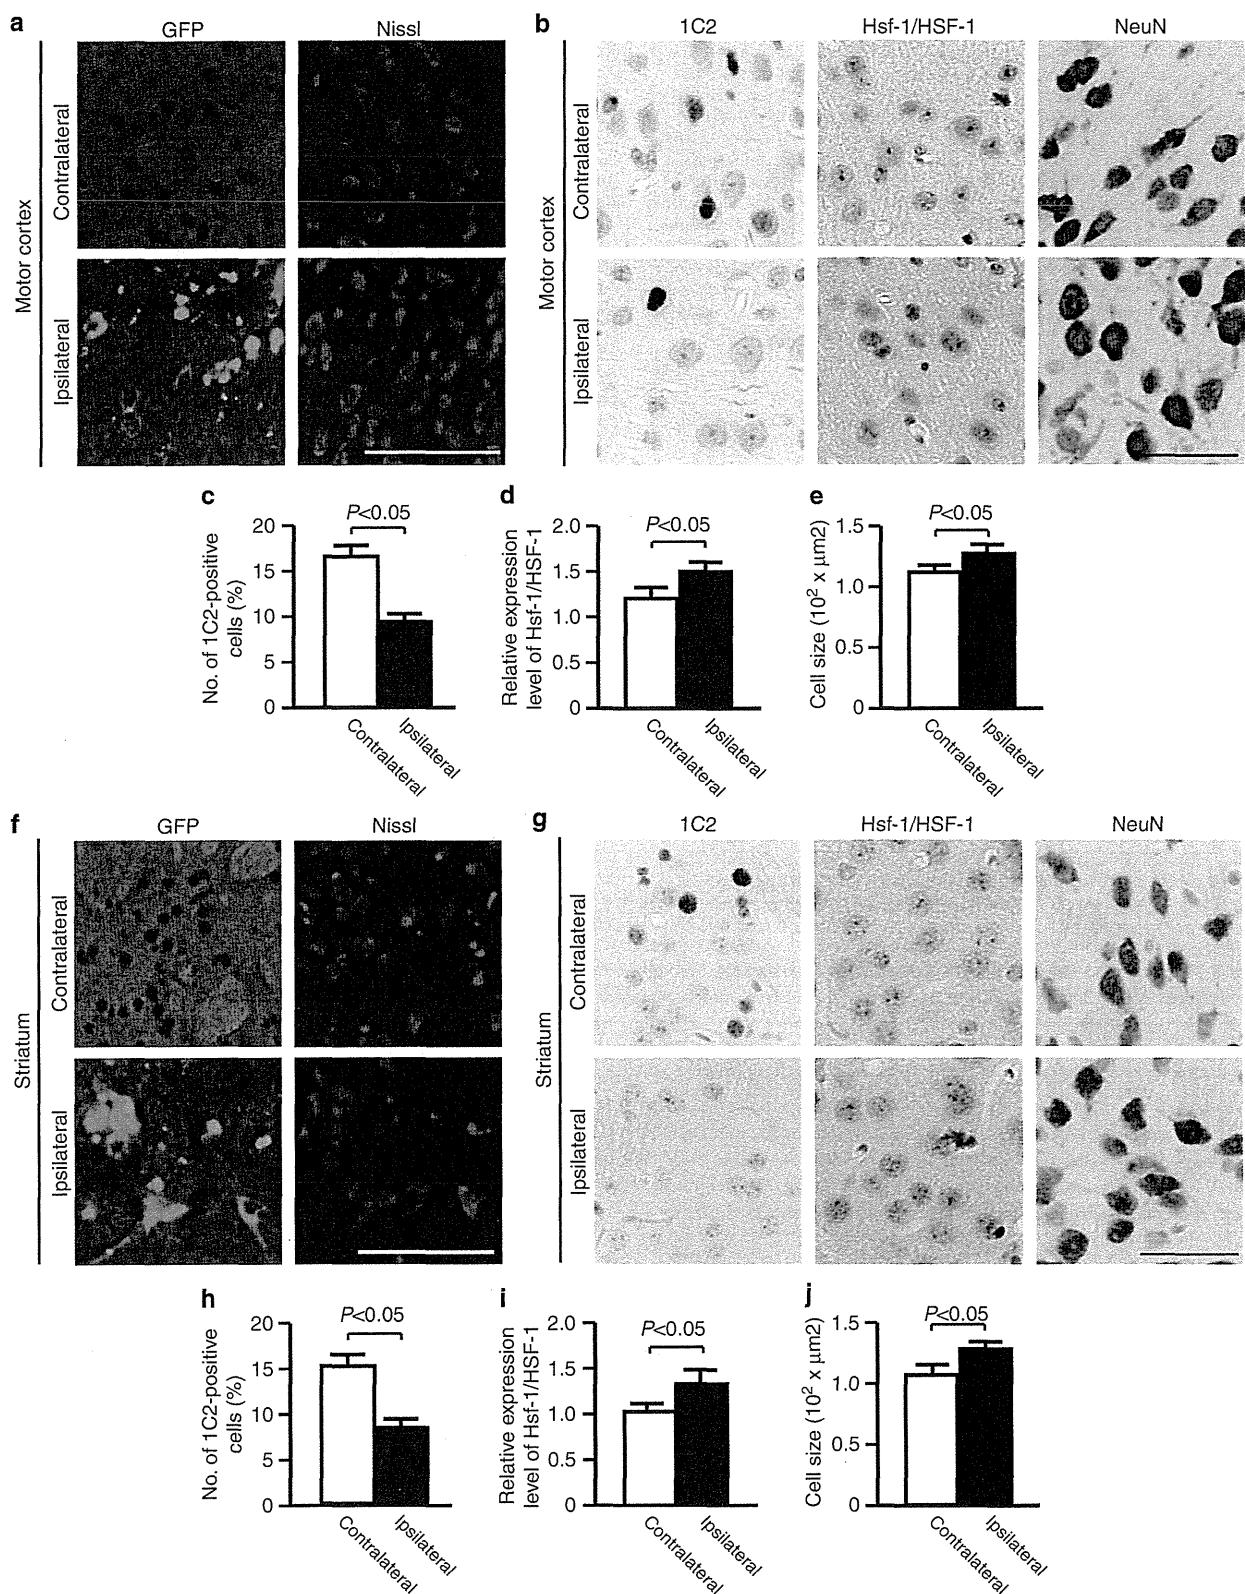 a
GFP
Nissl
Motor cortex
Contralateral
Ipsilateral
b
1C2
Hsf-1/HSF-1
NeuN
Motor cortex
Contralateral
Ipsilateral
c
No. of 1C2-positive
cells (%)
20
15
10
5
0
P<0.05
Contralateral
Ipsilateral
d
Relative expression
level of Hsf-1/HSF-1
2.0
1.5
1.0
0.5
0
P<0.05
Contralateral
Ipsilateral
e
Cell size (10² x µm2)
1.5
1.0
0.5
0
P<0.05
Contralateral
Ipsilateral
f
GFP
Nissl
Striatum
Contralateral
Ipsilateral
g
1C2
Hsf-1/HSF-1
NeuN
Striatum
Contralateral
Ipsilateral
h
No. of 1C2-positive
cells (%)
20
15
10
5
0
P<0.05
Contralateral
Ipsilateral
i
Relative expression
level of Hsf-1/HSF-1
2.0
1.5
1.0
0.5
0
P<0.05
Contralateral
Ipsilateral
j
Cell size (10² x µm2)
1.5
1.0
0.5
0
P<0.05
Contralateral
Ipsilateral